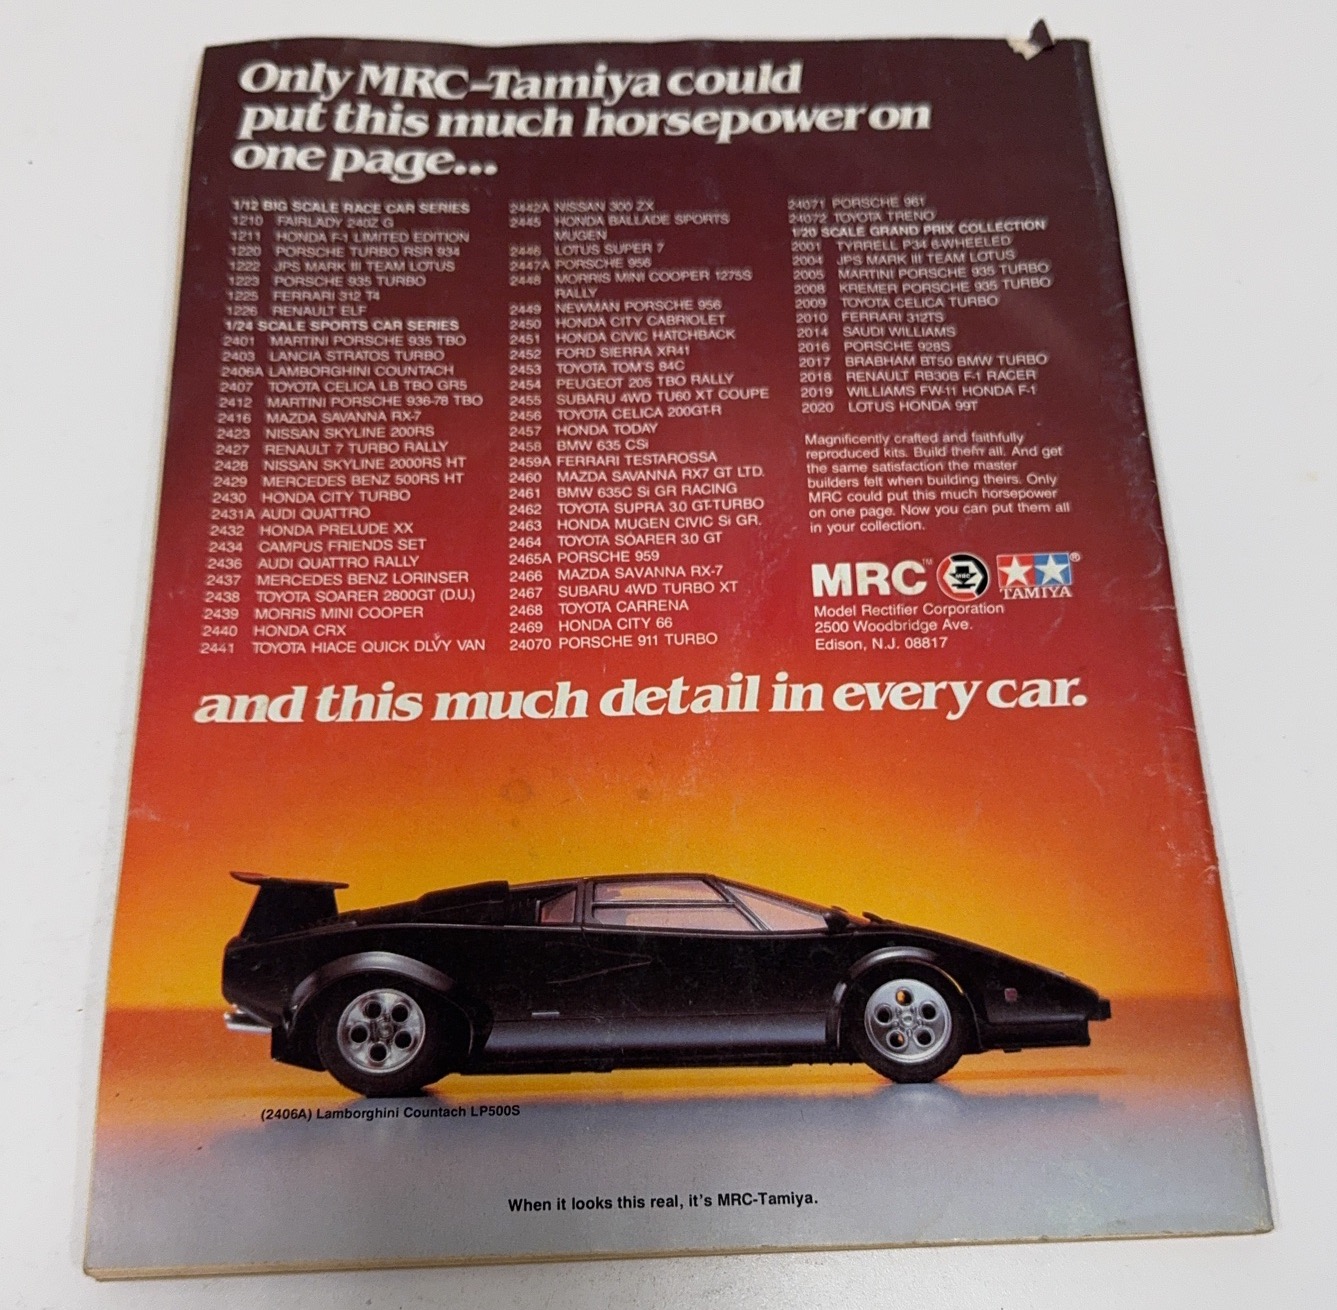 Only MRC-Tamiya could
put this much horsepower on
one page...
1/12 BIG SCALE RACE CAR SERIES
1210 FAIRLADY 240Z G
1211 HONDA F-1 LIMITED EDITION
1220 PORSCHE TURBO RSR 934
1222 JPS MARK III TEAM LOTUS
1223 PORSCHE 935 TURBO
1225 FERRARI 312 T4
1226 RENAULT ELF
1/24 SCALE SPORTS CAR SERIES
2401 MARTINI PORSCHE 935 TBO
2403 LANCIA STRATOS TURBO
2406A LAMBORGHINI COUNTACH
2407 TOYOTA CELICA LB TBO GR5
2412 MARTINI PORSCHE 936-78 TBO
2416 MAZDA SAVANNA RX-7
2423 NISSAN SKYLINE 200RS
2427 RENAULT 7 TURBO RALLY
2428 NISSAN SKYLINE 2000RS HT
2429 MERCEDES BENZ 500RS HT
2430 HONDA CITY TURBO
2431A AUDI QUATTRO
2432 HONDA PRELUDE XX
2434 CAMPUS FRIENDS SET
2436 AUDI QUATTRO RALLY
2437 MERCEDES BENZ LORINSER
2438 TOYOTA SOARER 2800GT (D.U.)
2439 MORRIS MINI COOPER
2440 HONDA CRX
2441 TOYOTA HIACE QUICK DLVY VAN
2442A NISSAN 300 ZX
2445 HONDA BALLADE SPORTS
MUGEN
2446 LOTUS SUPER 7
2447A PORSCHE 956
2448 MORRIS MINI COOPER 1275S
RALLY
2449 NEWMAN PORSCHE 956
2450 HONDA CITY CABRIOLET
2451 HONDA CIVIC HATCHBACK
2452 FORD SIERRA XR41
2453 TOYOTA TOM'S 84C
2454 PEUGEOT 205 TBO RALLY
2455 SUBARU 4WD TU60 XT COUPE
2456 TOYOTA CELICA 200GT-R
2457 HONDA TODAY
2458 BMW 635 CSi
2459A FERRARI TESTAROSSA
2460 MAZDA SAVANNA RX7 GT LTD.
2461 BMW 635C Si GR RACING
2462 TOYOTA SUPRA 3.0 GT-TURBO
2463 HONDA MUGEN CIVIC Si GR.
2464 TOYOTA SOARER 3.0 GT
2465A PORSCHE 959
2466 MAZDA SAVANNA RX-7
2467 SUBARU 4WD TURBO XT
2468 TOYOTA CARRENA
2469 HONDA CITY 66
24070 PORSCHE 911 TURBO
24071 PORSCHE 961
24072 TOYOTA TRENO
1/20 SCALE GRAND PRIX COLLECTION
2001 TYRRELL P34 6-WHEELED
2004 JPS MARK III TEAM LOTUS
2005 MARTINI PORSCHE 935 TURBO
2008 KREMER PORSCHE 935 TURBO
2009 TOYOTA CELICA TURBO
2010 FERRARI 312TS
2014 SAUDI WILLIAMS
2016 PORSCHE 928S
2017 BRABHAM BT50 BMW TURBO
2018 RENAULT RB30B F-1 RACER
2019 WILLIAMS FW-11 HONDA F-1
2020 LOTUS HONDA 99T
Magnificently crafted and faithfully
reproduced kits. Build them all. And get
the same satisfaction the master
builders felt when building theirs. Only
MRC could put this much horsepower
on one page. Now you can put them all
in your collection.
MRC™ MRC TAMIYA®
Model Rectifier Corporation
2500 Woodbridge Ave.
Edison, N.J. 08817
and this much detail in every car.
(2406A) Lamborghini Countach LP500S
When it looks this real, it's MRC-Tamiya.